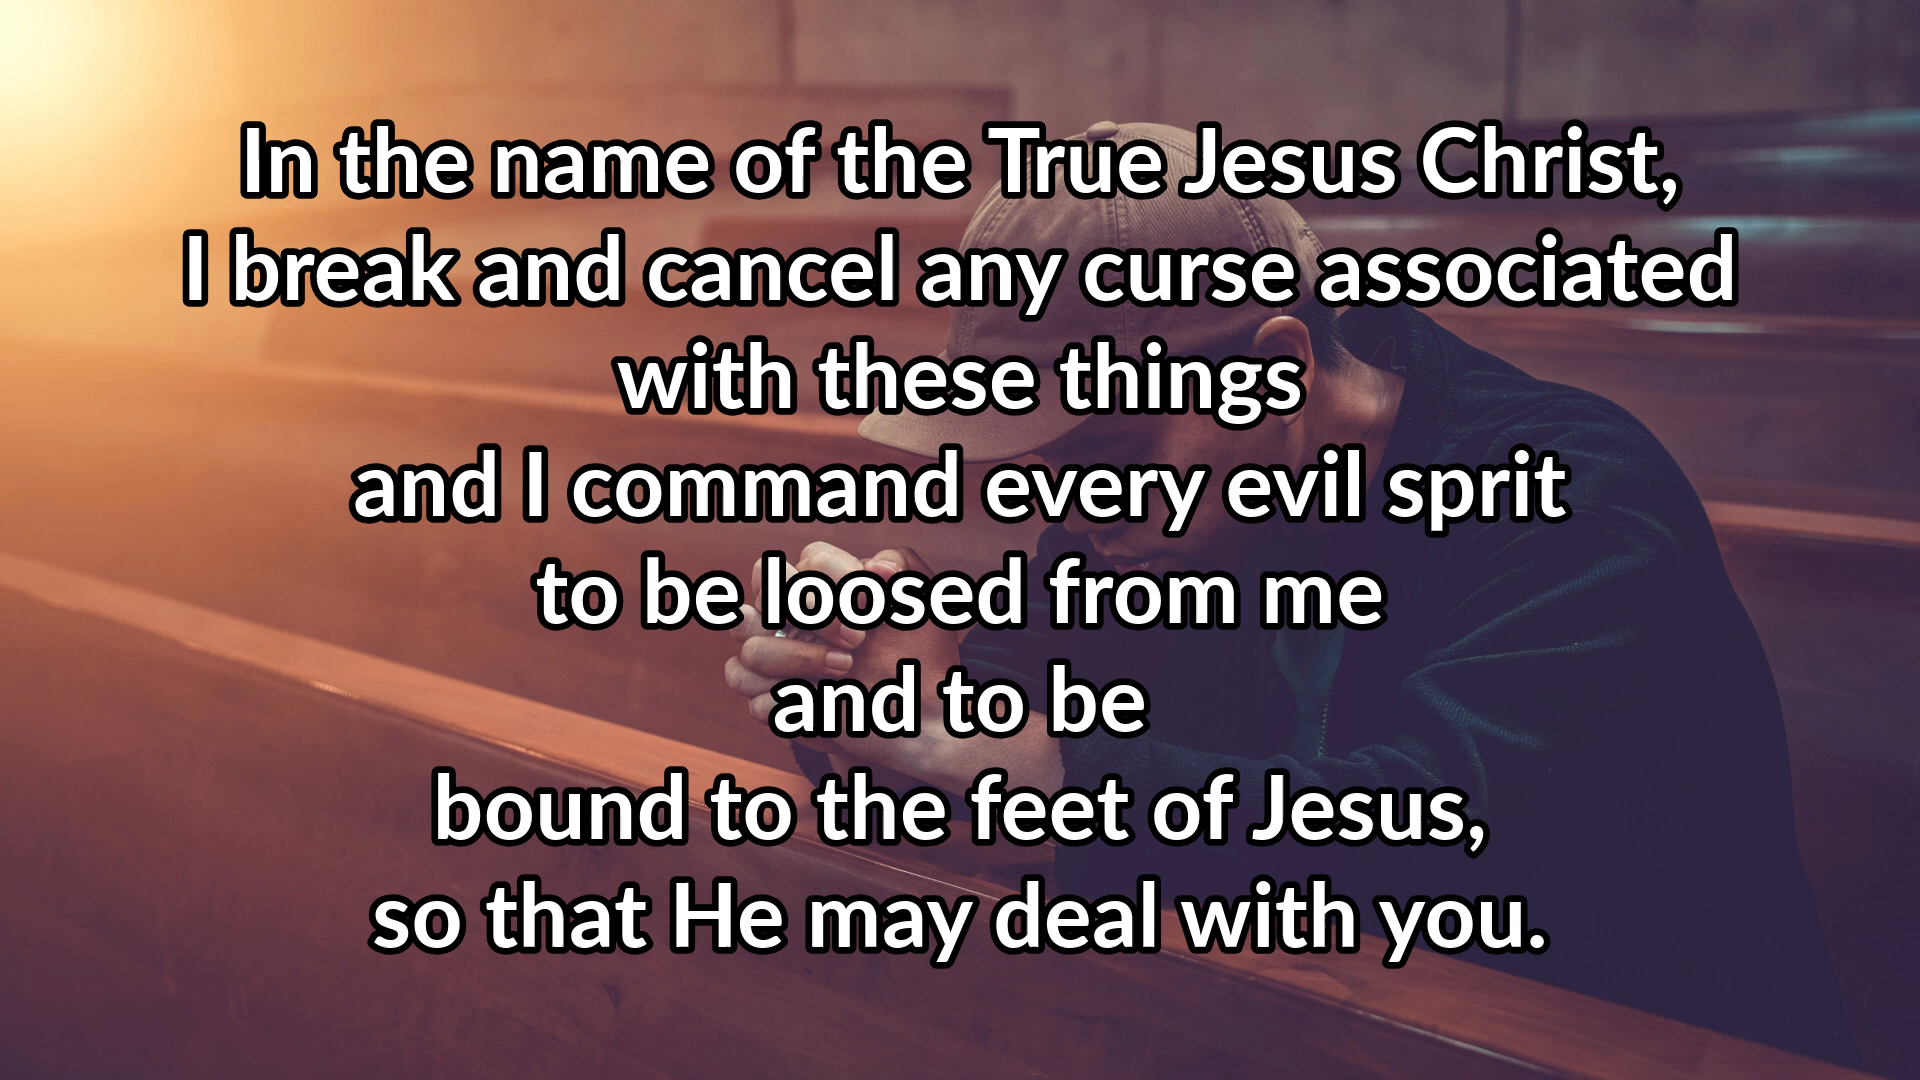 In the name of the True Jesus Christ,
I break and cancel any curse associated
with these things
and I command every evil sprit
to be loosed from me
and to be
bound to the feet of Jesus,
so that He may deal with you.